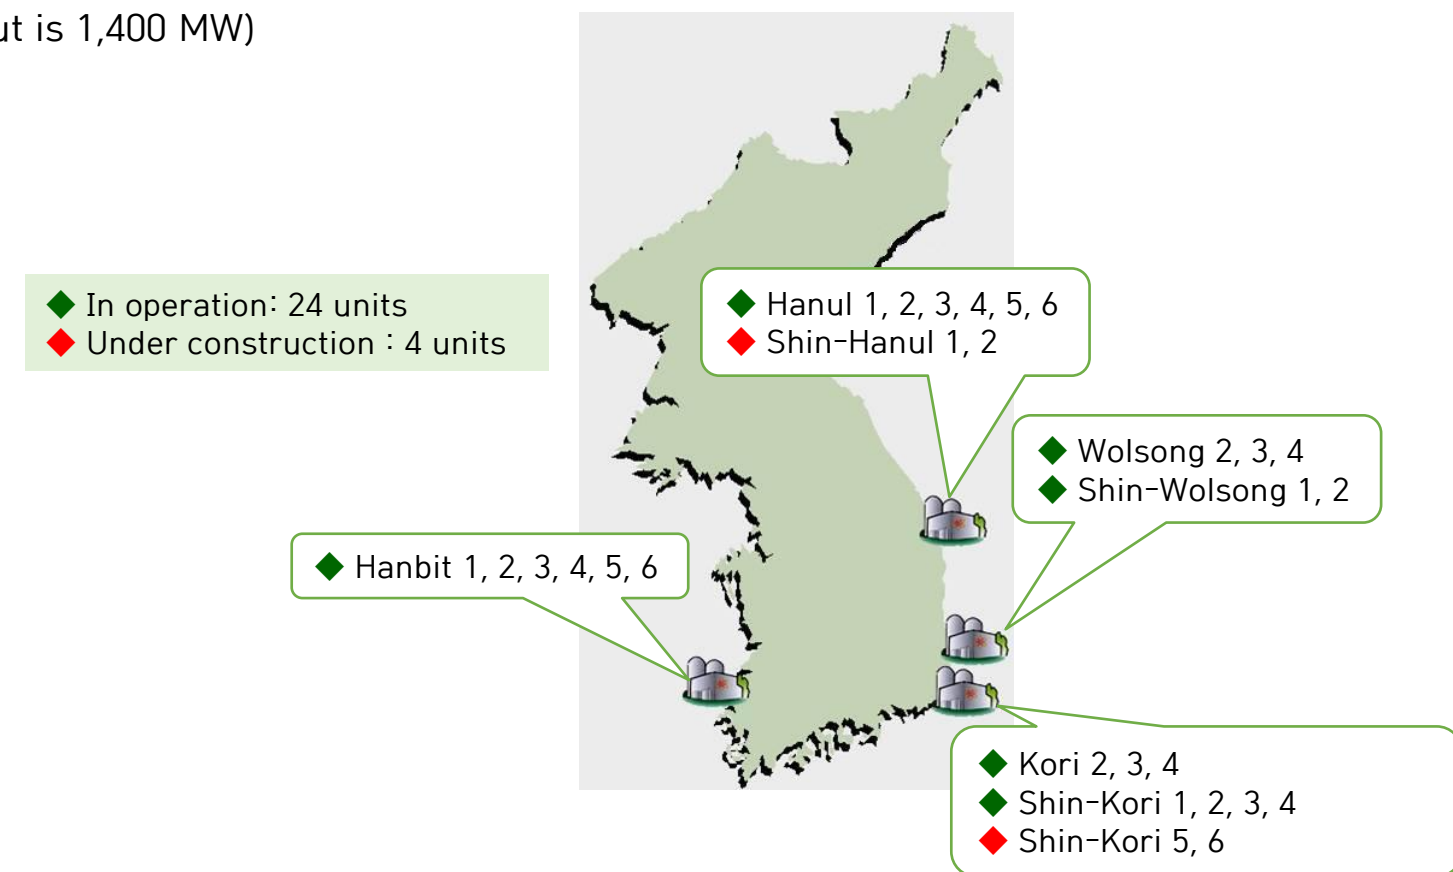 ut is 1,400 MW)
In operation: 24 units
Under construction : 4 units
Hanul 1, 2, 3, 4, 5, 6
Shin-Hanul 1, 2
Wolsong 2, 3, 4
Shin-Wolsong 1, 2
Hanbit 1, 2, 3, 4, 5, 6
Kori 2, 3, 4
Shin-Kori 1, 2, 3, 4
Shin-Kori 5, 6